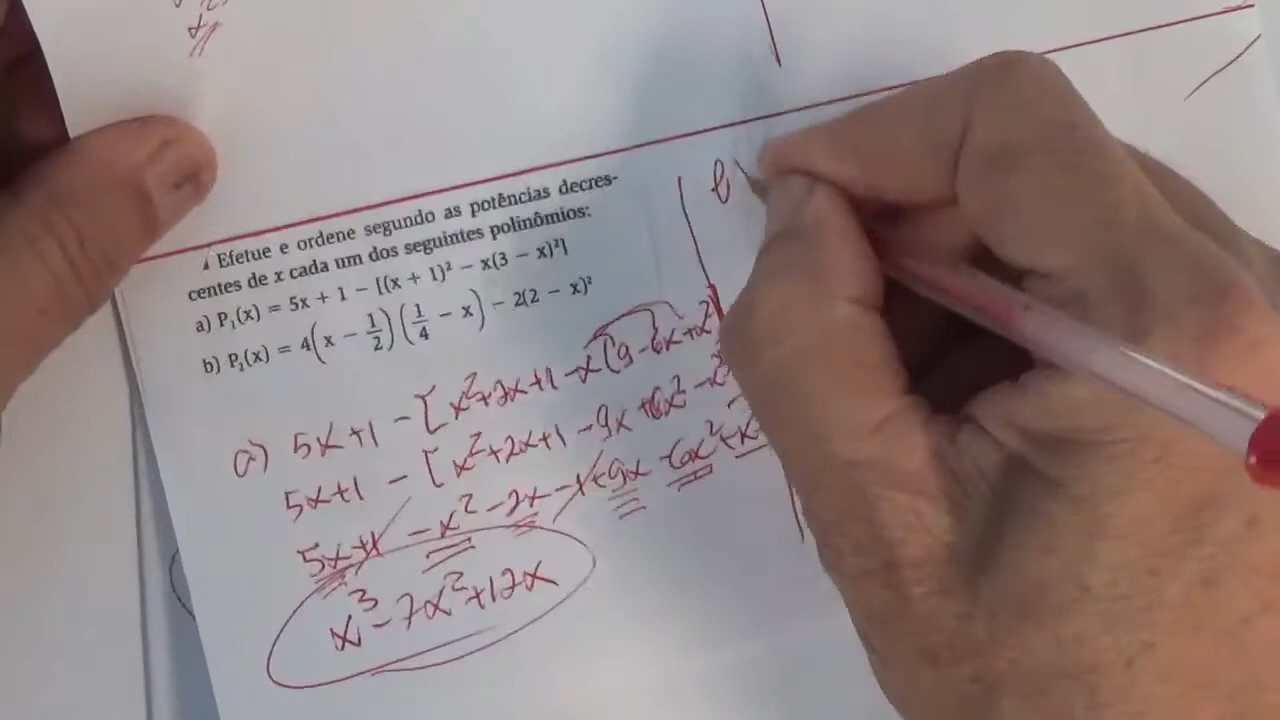 Efetue e ordene segundo as potências decres-
centes de x cada um dos seguintes polinômios:
a) P₁(x) = 5x + 1 − [(x + 1)² − x(3 − x)²]
b) P₂(x) = 4(x − 1/2)(1/4 − x) − 2(2 − x)²
a) 5x+1 −[x²+2x+1 −x(9−6x+x²)
5x+1 −[x²+2x+1 −9x+6x²−x³
5x+1 −x²−2x−1+9x−6x²+x³
x³−7x²+12x
b)